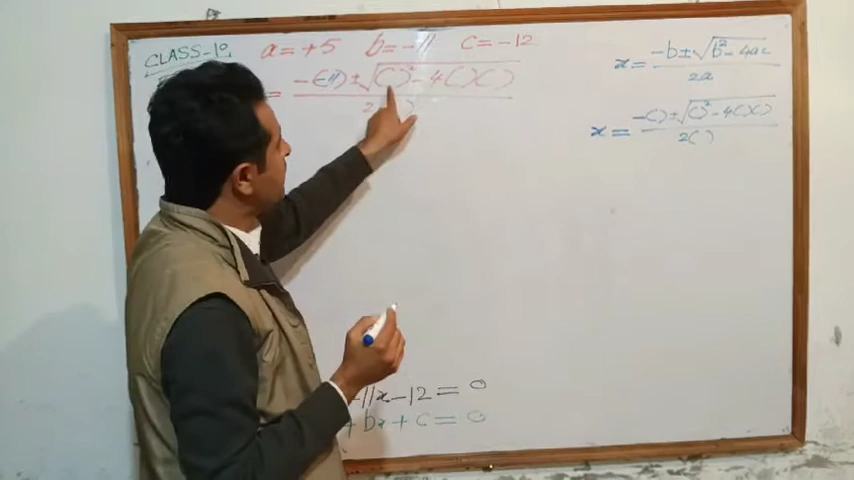 CLASS-10 a=+5 b=-11 c=-12
= -(-11)±√( )²-4( )( ) / 2( )
x = -b±√b²-4ac / 2a
x = -( )±√( )²-4( )( ) / 2( )
-11x-12=0
+bx+c=0